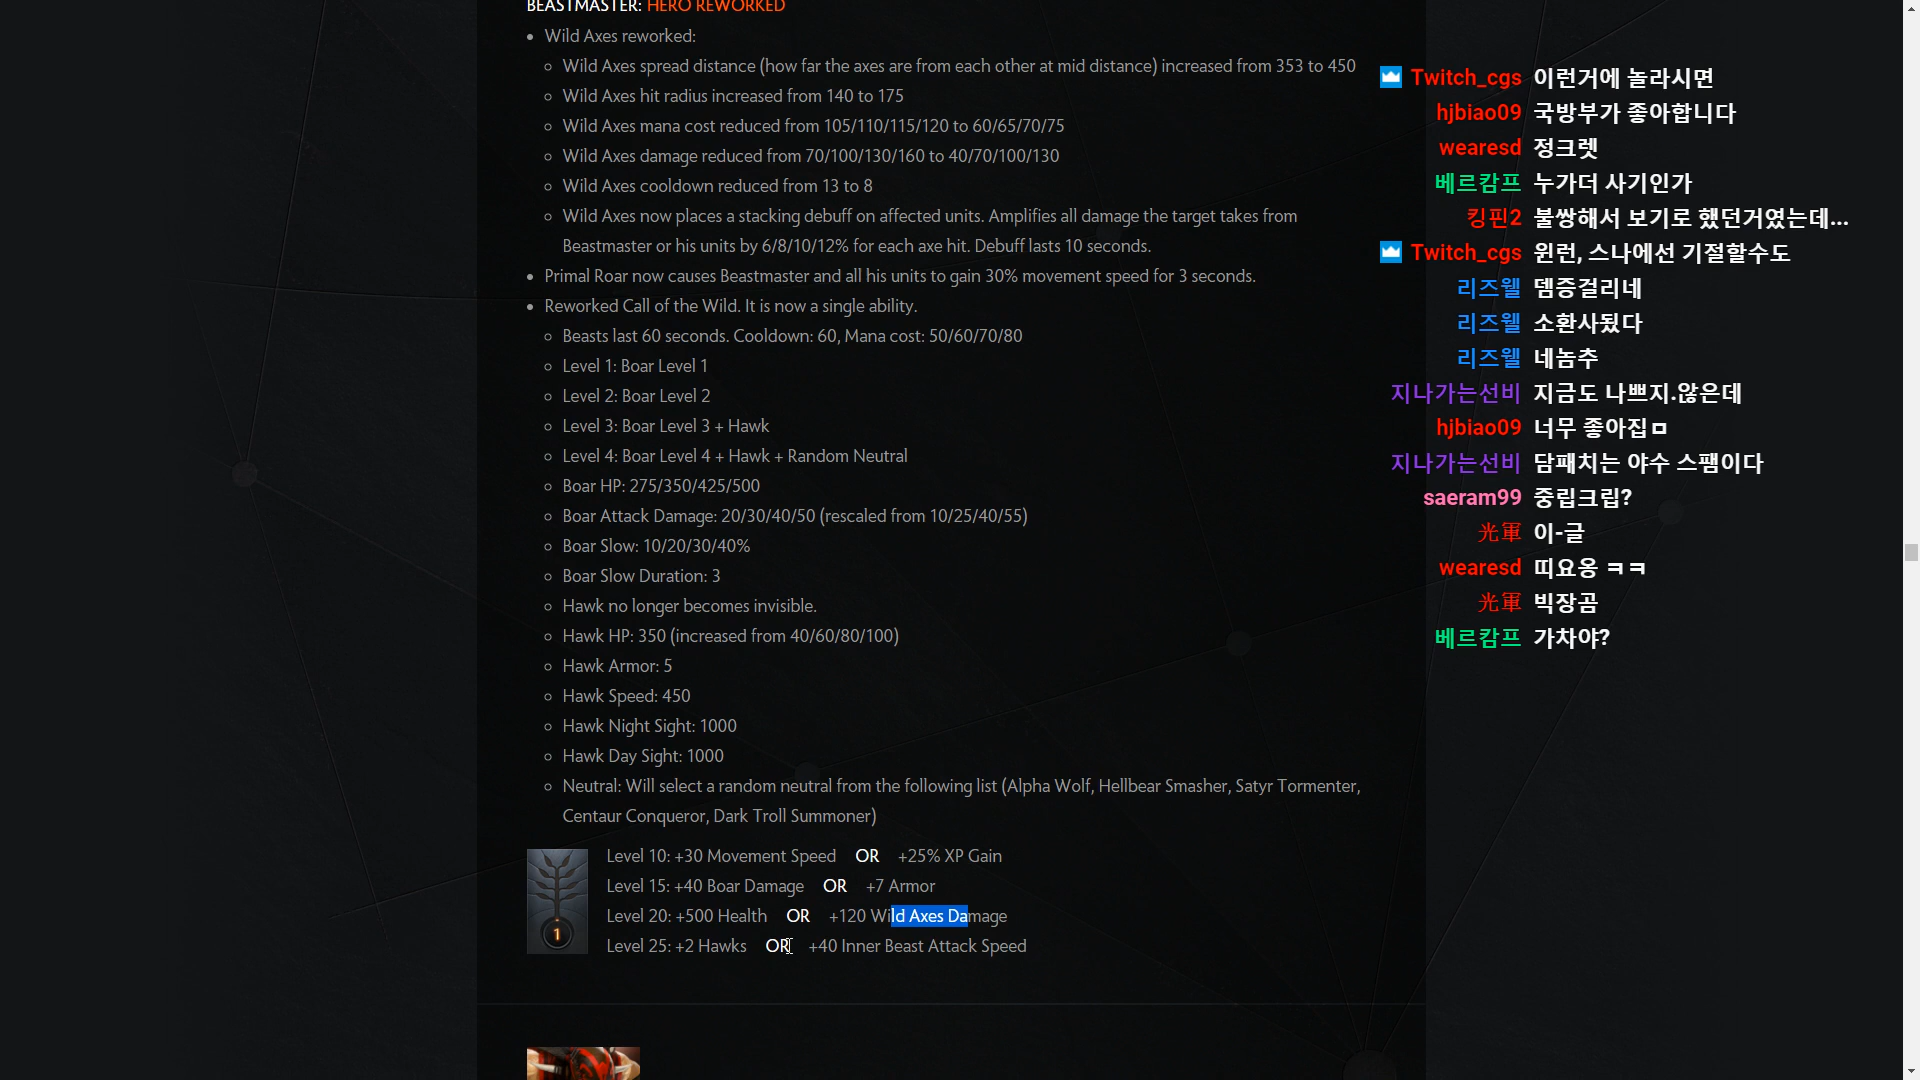 BEASTMASTER: HERO REWORKED
Wild Axes reworked:
Wild Axes spread distance (how far the axes are from each other at mid distance) increased from 353 to 450
Wild Axes hit radius increased from 140 to 175
Wild Axes mana cost reduced from 105/110/115/120 to 60/65/70/75
Wild Axes damage reduced from 70/100/130/160 to 40/70/100/130
Wild Axes cooldown reduced from 13 to 8
Wild Axes now places a stacking debuff on affected units. Amplifies all damage the target takes from
Beastmaster or his units by 6/8/10/12% for each axe hit. Debuff lasts 10 seconds.
Primal Roar now causes Beastmaster and all his units to gain 30% movement speed for 3 seconds.
Reworked Call of the Wild. It is now a single ability.
Beasts last 60 seconds. Cooldown: 60, Mana cost: 50/60/70/80
Level 1: Boar Level 1
Level 2: Boar Level 2
Level 3: Boar Level 3 + Hawk
Level 4: Boar Level 4 + Hawk + Random Neutral
Boar HP: 275/350/425/500
Boar Attack Damage: 20/30/40/50 (rescaled from 10/25/40/55)
Boar Slow: 10/20/30/40%
Boar Slow Duration: 3
Hawk no longer becomes invisible.
Hawk HP: 350 (increased from 40/60/80/100)
Hawk Armor: 5
Hawk Speed: 450
Hawk Night Sight: 1000
Hawk Day Sight: 1000
Neutral: Will select a random neutral from the following list (Alpha Wolf, Hellbear Smasher, Satyr Tormenter,
Centaur Conqueror, Dark Troll Summoner)
1
Level 10: +30 Movement Speed OR +25% XP Gain
Level 15: +40 Boar Damage OR +7 Armor
Level 20: +500 Health OR +120 Wild Axes Damage
Level 25: +2 Hawks OR +40 Inner Beast Attack Speed
Twitch_cgs 이런거에 놀라시면
hjbiao09 국방부가 좋아합니다
wearesd 정크렛
베르캄프 누가더 사기인가
킹핀2 불쌍해서 보기로 했던거였는데...
Twitch_cgs 윈런, 스나에선 기절할수도
리즈웰 뎀증걸리네
리즈웰 소환사됬다
리즈웰 네놈추
지나가는선비 지금도 나쁘지.않은데
hjbiao09 너무 좋아집ㅁ
지나가는선비 담패치는 야수 스팸이다
saeram99 중립크립?
光軍 이-글
wearesd 띠요옹 ㅋㅋ
光軍 빅장곰
베르캄프 가차야?